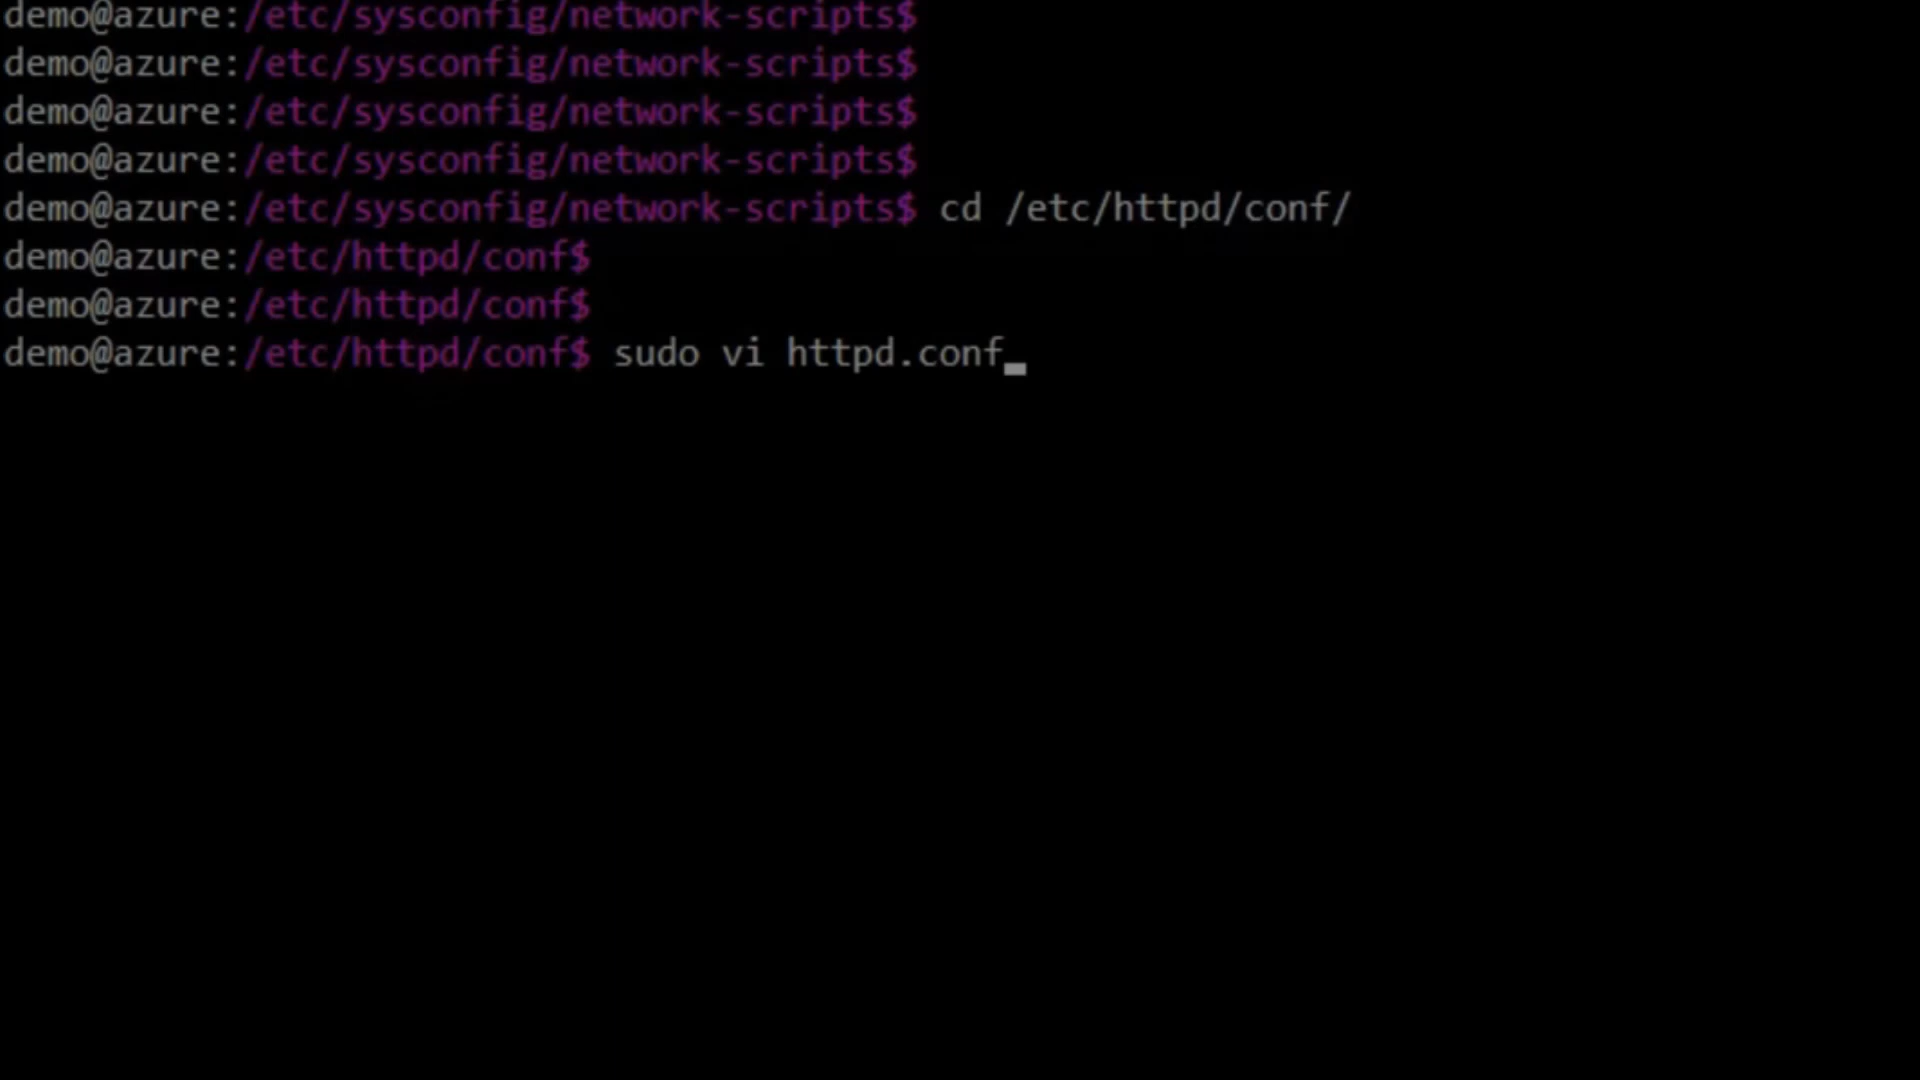 demo@azure:/etc/sysconfig/network-scripts$
demo@azure:/etc/sysconfig/network-scripts$
demo@azure:/etc/sysconfig/network-scripts$
demo@azure:/etc/sysconfig/network-scripts$
demo@azure:/etc/sysconfig/network-scripts$ cd /etc/httpd/conf/
demo@azure:/etc/httpd/conf$
demo@azure:/etc/httpd/conf$
demo@azure:/etc/httpd/conf$ sudo vi httpd.conf